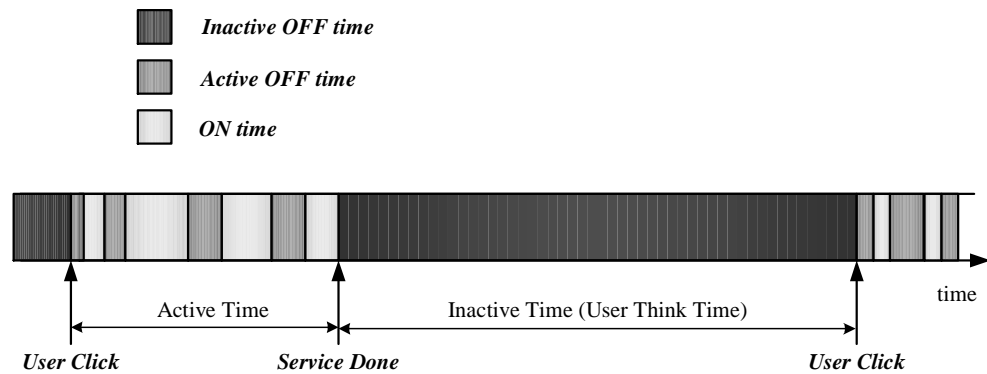 Inactive OFF time
Active OFF time
ON time
time
Active Time
Inactive Time (User Think Time)
User Click
Service Done
User Click